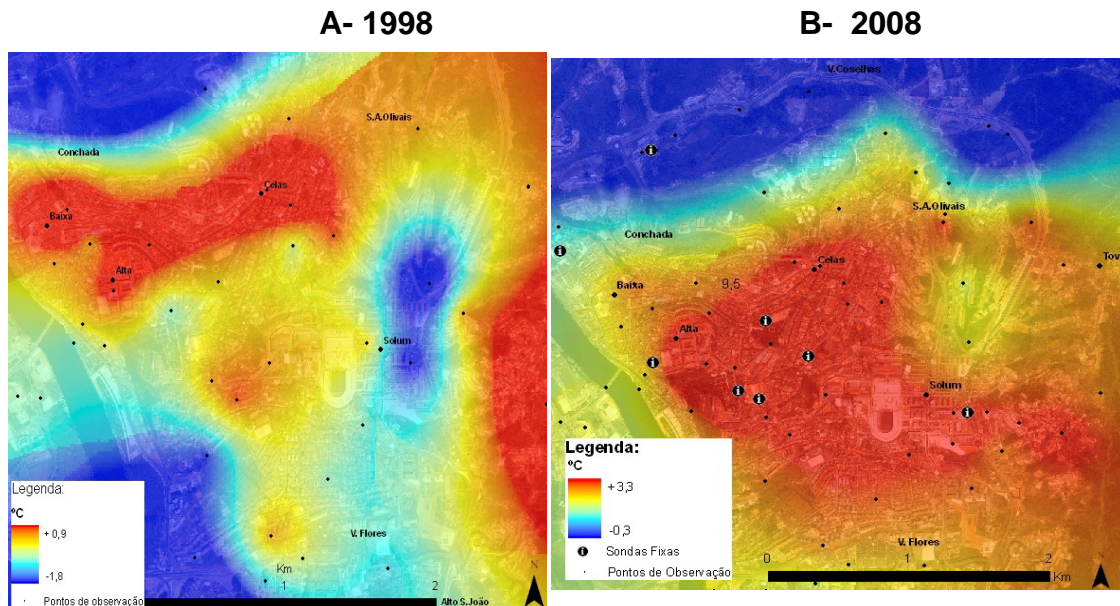 A- 1998
B- 2008
S.A.Olivais
Conchada
Celas
Baixa
Alta
Solum
V. Flores
Legenda:
ºC
+ 0,9
-1,8
Pontos de observação
Km
1
2
N
Alto S.João
V.Coselhas
S.A.Olivais
Conchada
Celas
Tov
Baixa
9,5
Alta
Solum
Legenda:
ºC
+3,3
-0,3
Sondas Fixas
Pontos de Observação
V. Flores
0
1
2
Km
N